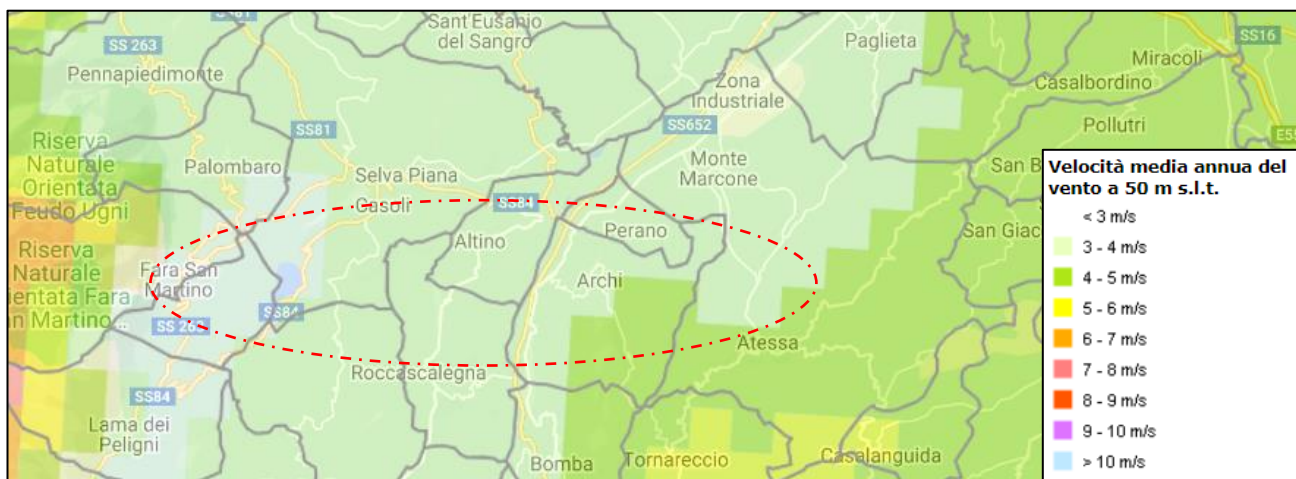 SS81
Sant'Eusanio
del Sangro
Paglieta
SS16
SS 263
Miracoli
Pennapiedimonte
Zona
Industriale
Casalbordino
SS81
SS652
Pollutri
E55
Riserva
Naturale
Orientata
Feudo Ugni
Palombaro
Selva Piana
Monte
Marcone
San B
Casoli
SS84
Perano
San Giac
Altino
Riserva
Naturale
ientata Fara
n Martino...
Fara San
Martino
Archi
SS84
SS 263
Atessa
Roccascalegna
SS84
Lama dei
Peligni
Bomba
Tornareccio
Casalanguida
Velocità media annua del
vento a 50 m s.l.t.
< 3 m/s
3 - 4 m/s
4 - 5 m/s
5 - 6 m/s
6 - 7 m/s
7 - 8 m/s
8 - 9 m/s
9 - 10 m/s
> 10 m/s